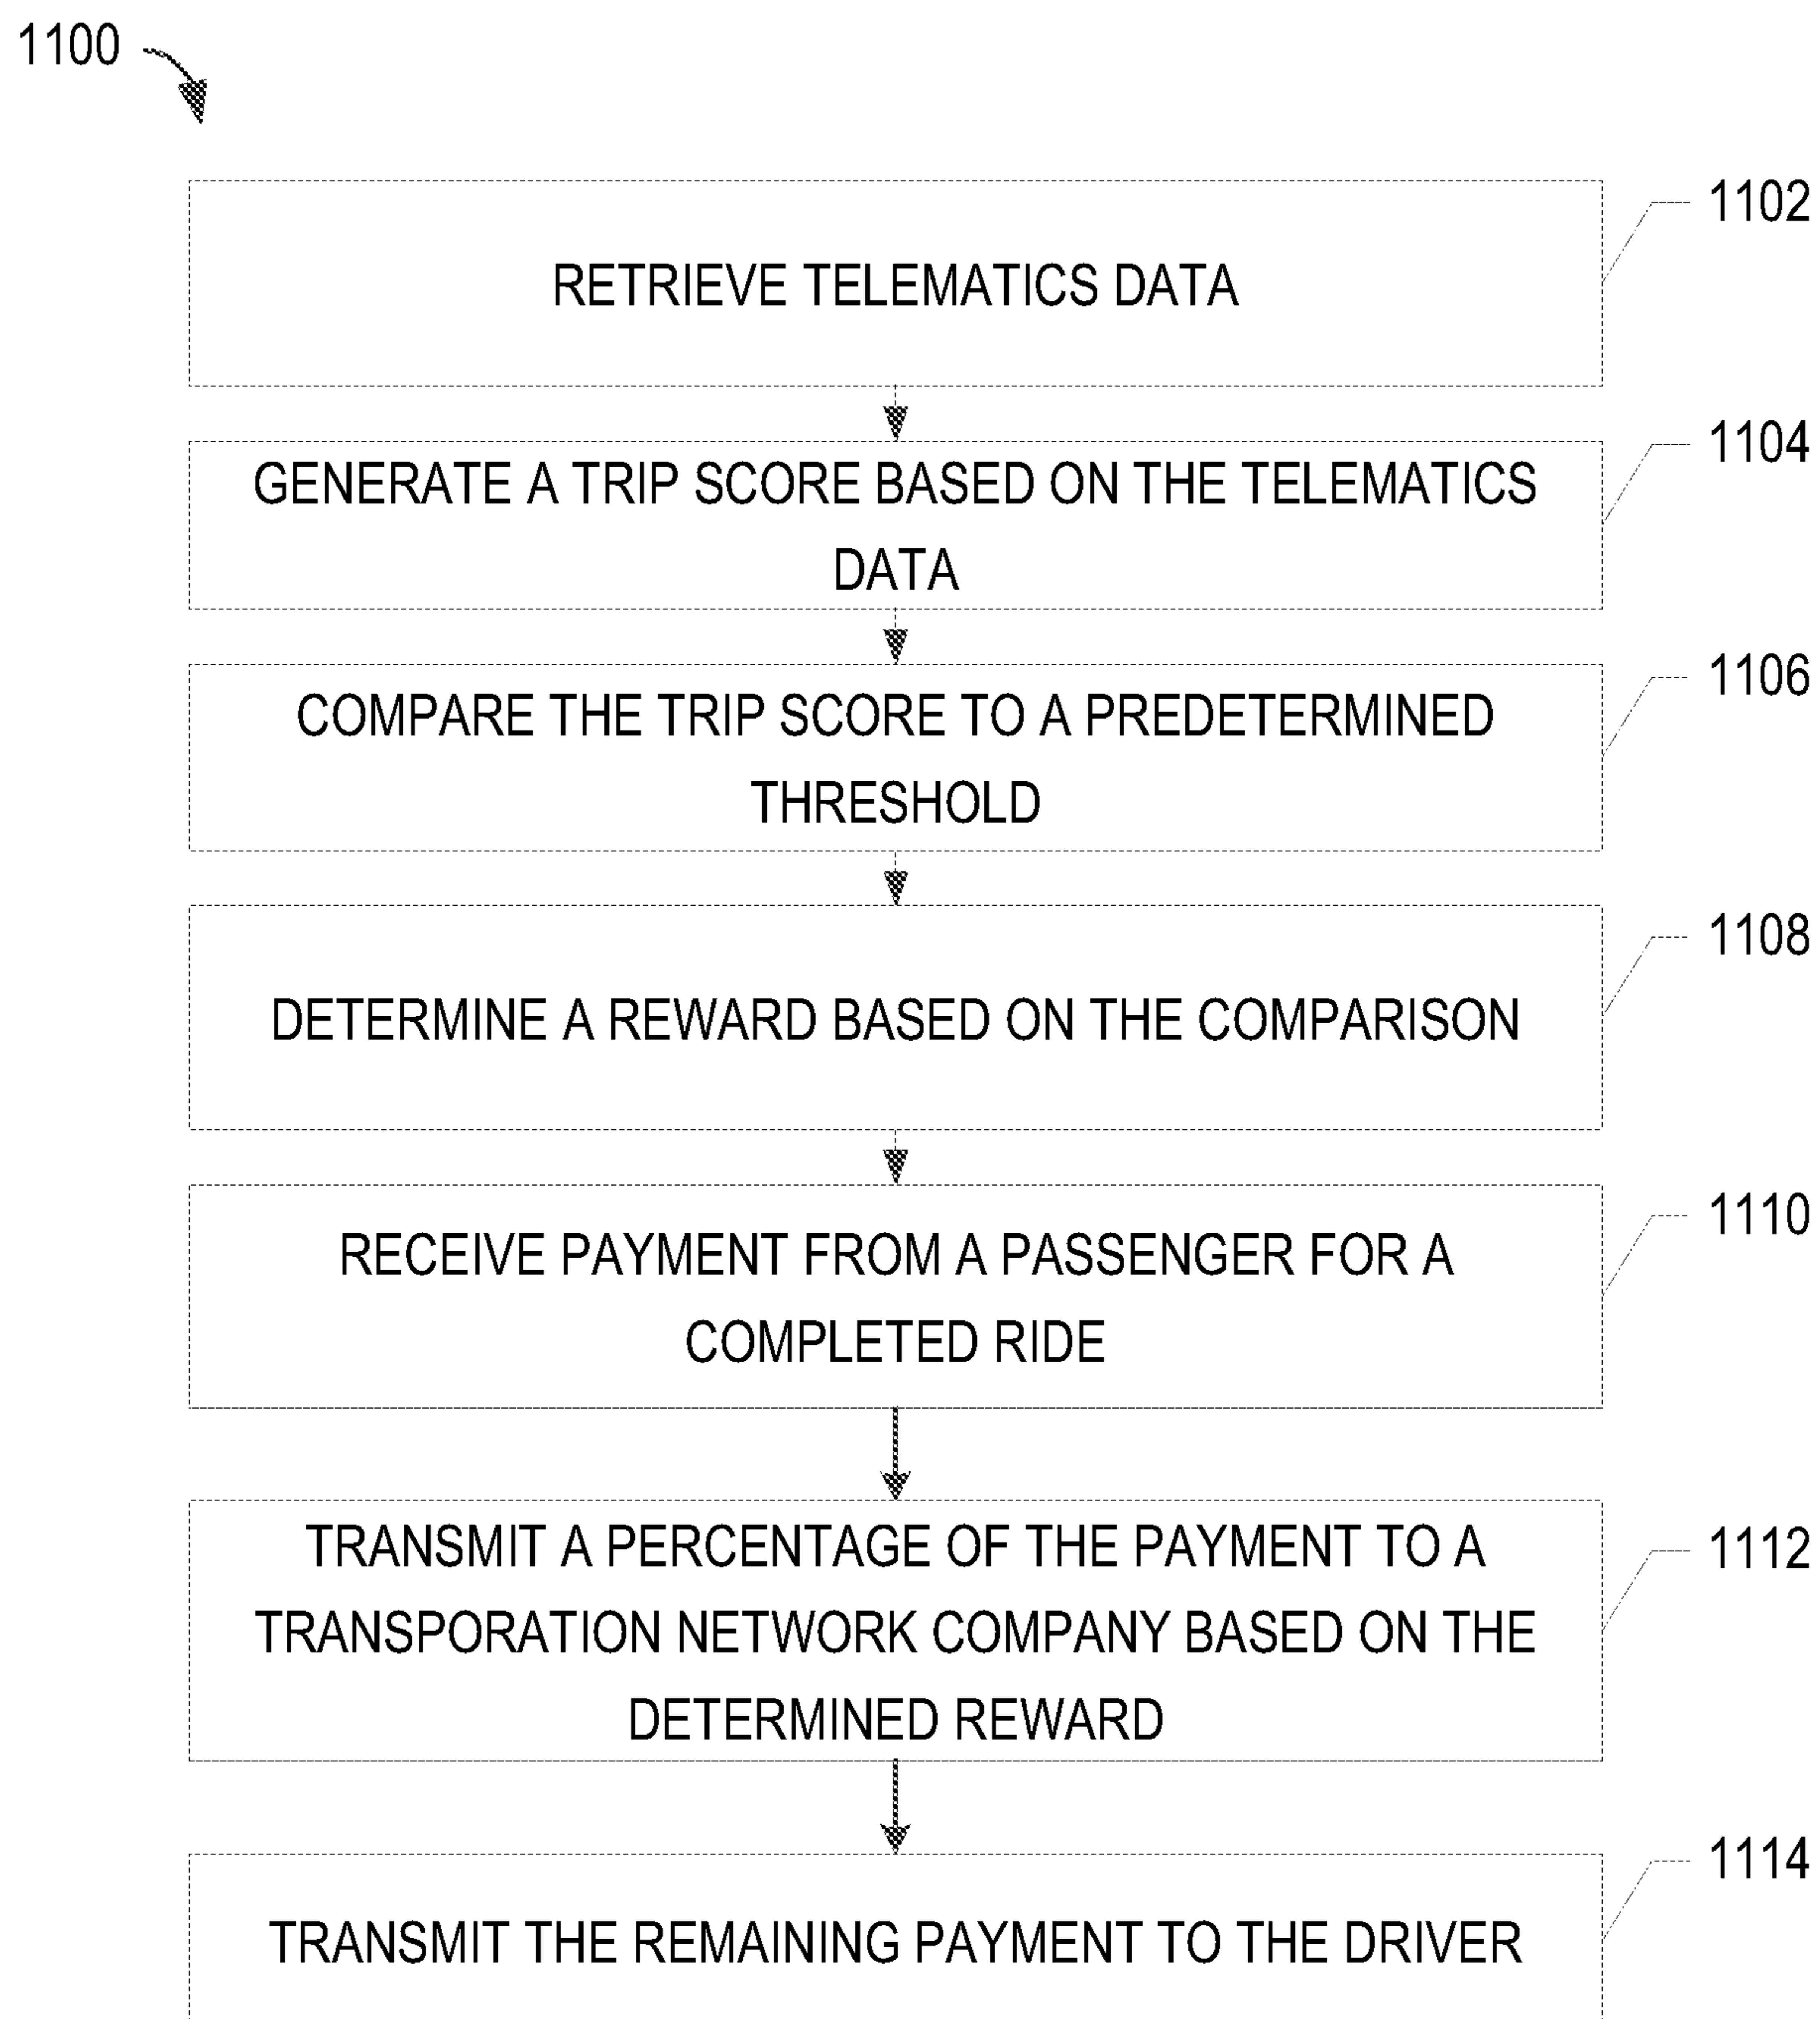 1100
1102
RETRIEVE TELEMATICS DATA
1104
GENERATE A TRIP SCORE BASED ON THE TELEMATICS
DATA
1106
COMPARE THE TRIP SCORE TO A PREDETERMINED
THRESHOLD
1108
DETERMINE A REWARD BASED ON THE COMPARISON
1110
RECEIVE PAYMENT FROM A PASSENGER FOR A
COMPLETED RIDE
1112
TRANSMIT A PERCENTAGE OF THE PAYMENT TO A
TRANSPORATION NETWORK COMPANY BASED ON THE
DETERMINED REWARD
1114
TRANSMIT THE REMAINING PAYMENT TO THE DRIVER